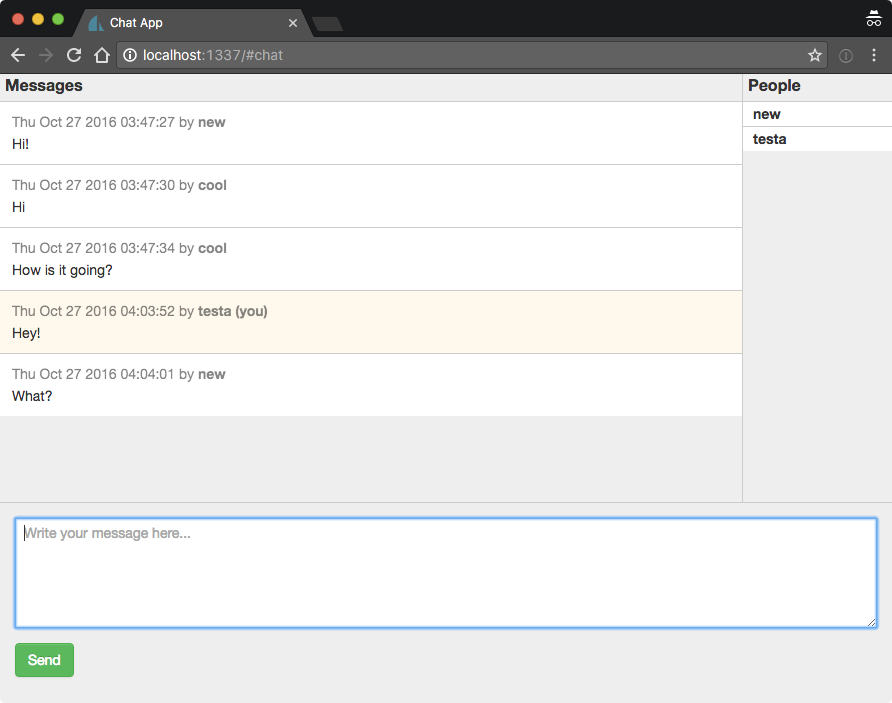 Chat App
localhost:1337/#chat
Messages
People
Thu Oct 27 2016 03:47:27 by new
Hi!
Thu Oct 27 2016 03:47:30 by cool
Hi
Thu Oct 27 2016 03:47:34 by cool
How is it going?
Thu Oct 27 2016 04:03:52 by testa (you)
Hey!
Thu Oct 27 2016 04:04:01 by new
What?
new
testa
Write your message here...
Send